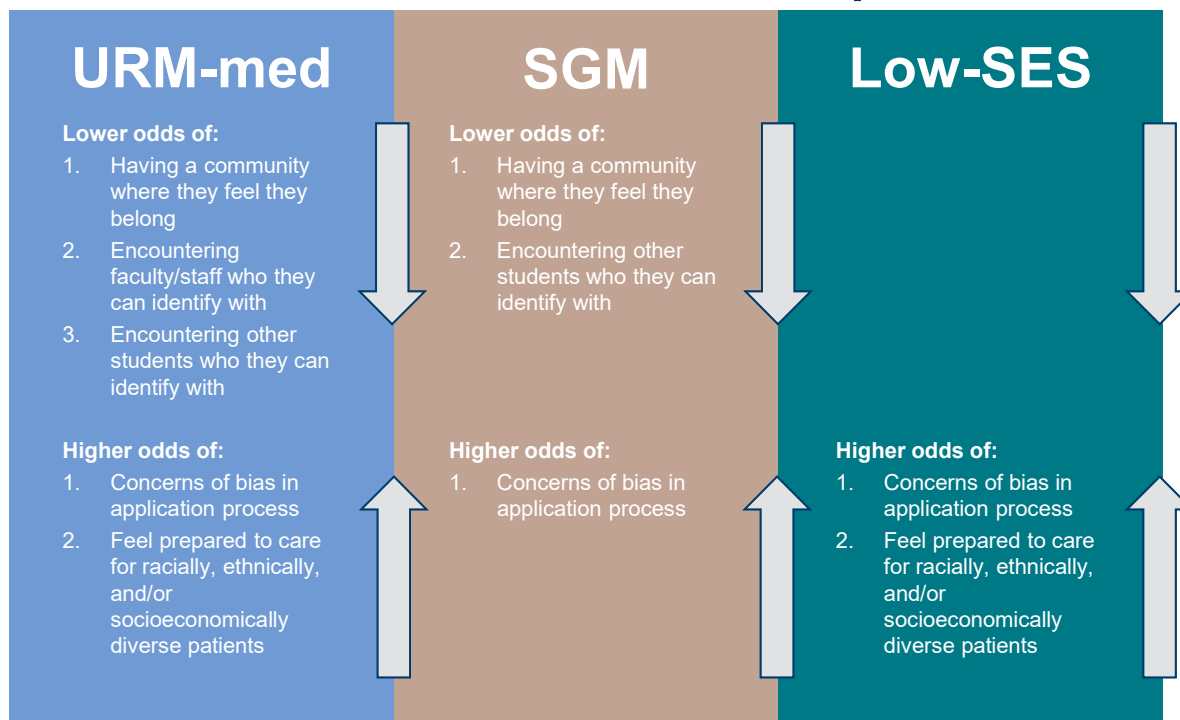 URM-med
Lower odds of:
1. Having a community
where they feel they
belong
2. Encountering
faculty/staff who they
can identify with
3. Encountering other
students who they can
identify with
Higher odds of:
1. Concerns of bias in
application process
2. Feel prepared to care
for racially, ethnically,
and/or
socioeconomically
diverse patients
SGM
Lower odds of:
1. Having a community
where they feel they
belong
2. Encountering other
students who they can
identify with
Higher odds of:
1. Concerns of bias in
application process
Low-SES
Higher odds of:
1. Concerns of bias in
application process
2. Feel prepared to care
for racially, ethnically,
and/or
socioeconomically
diverse patients